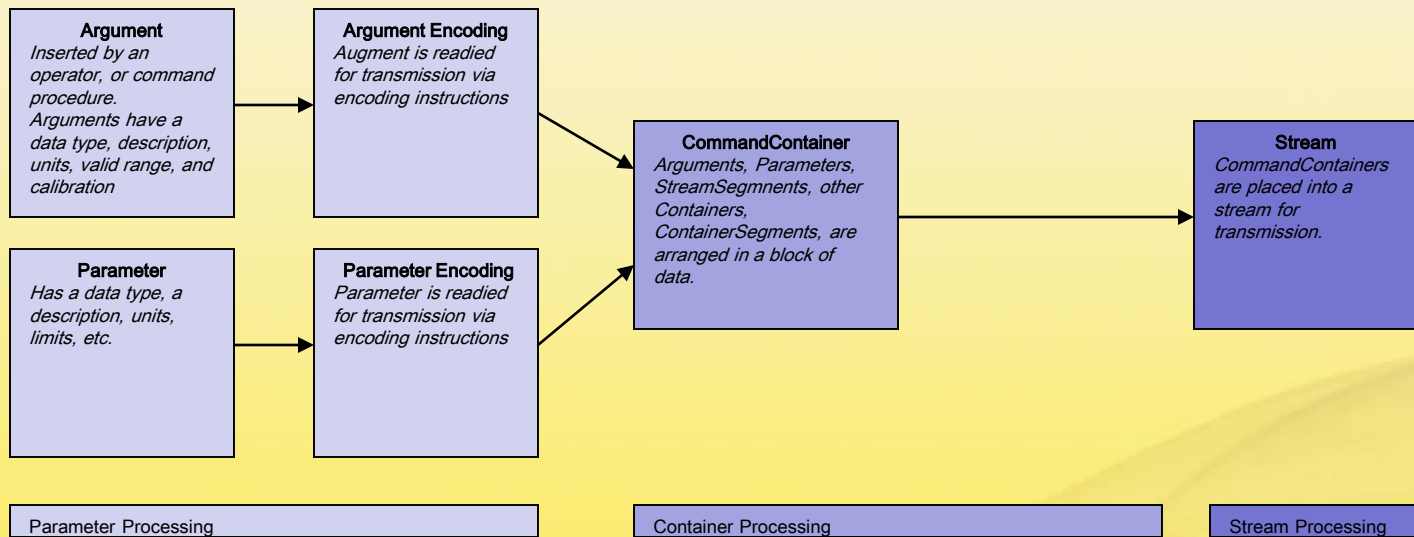 Argument
Inserted by an
operator, or command
procedure.
Arguments have a
data type, description,
units, valid range, and
calibration
Argument Encoding
Augment is readied
for transmission via
encoding instructions
CommandContainer
Arguments, Parameters,
StreamSegmnents, other
Containers,
ContainerSegments, are
arranged in a block of
data.
Stream
CommandContainers
are placed into a
stream for
transmission.
Parameter
Has a data type, a
description, units,
limits, etc.
Parameter Encoding
Parameter is readied
for transmission via
encoding instructions
Parameter Processing
Container Processing
Stream Processing